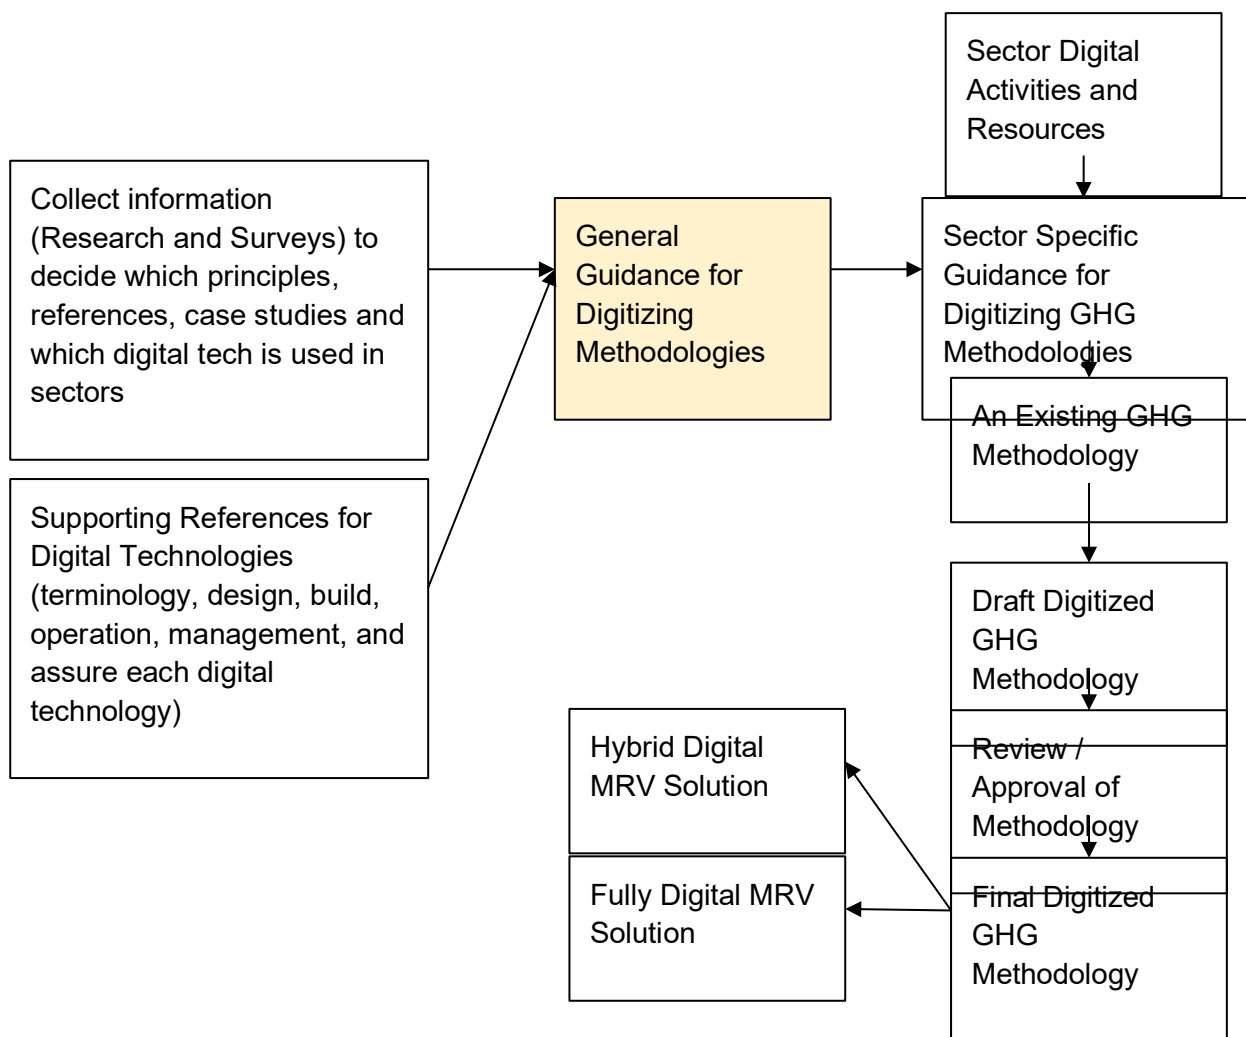 Sector Digital
Activities and
Resources
Collect information
(Research and Surveys) to
decide which principles,
references, case studies and
which digital tech is used in
sectors
General
Guidance for
Digitizing
Methodologies
Sector Specific
Guidance for
Digitizing GHG
Methodologies
An Existing GHG
Methodology
Supporting References for
Digital Technologies
(terminology, design, build,
operation, management, and
assure each digital
technology)
Draft Digitized
GHG
Methodology
Review /
Approval of
Methodology
Hybrid Digital
MRV Solution
Fully Digital MRV
Solution
Final Digitized
GHG
Methodology